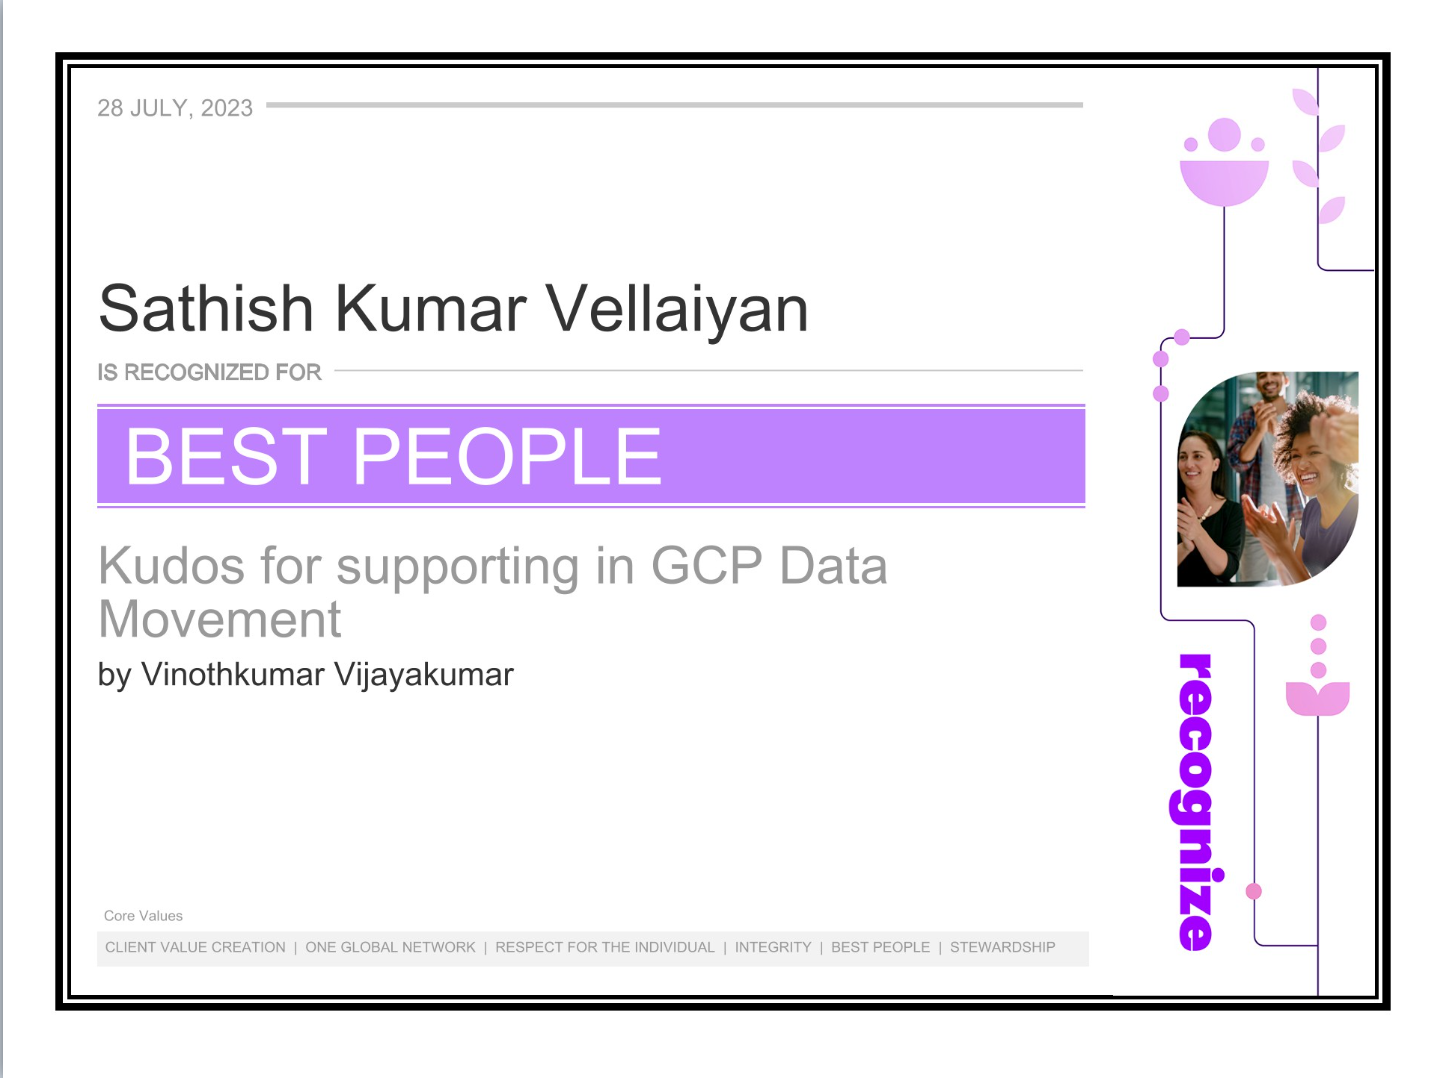 28 JULY, 2023
Sathish Kumar Vellaiyan
IS RECOGNIZED FOR
BEST PEOPLE
Kudos for supporting in GCP Data
Movement
by Vinothkumar Vijayakumar
recognize
Core Values
CLIENT VALUE CREATION | ONE GLOBAL NETWORK | RESPECT FOR THE INDIVIDUAL | INTEGRITY | BEST PEOPLE | STEWARDSHIP